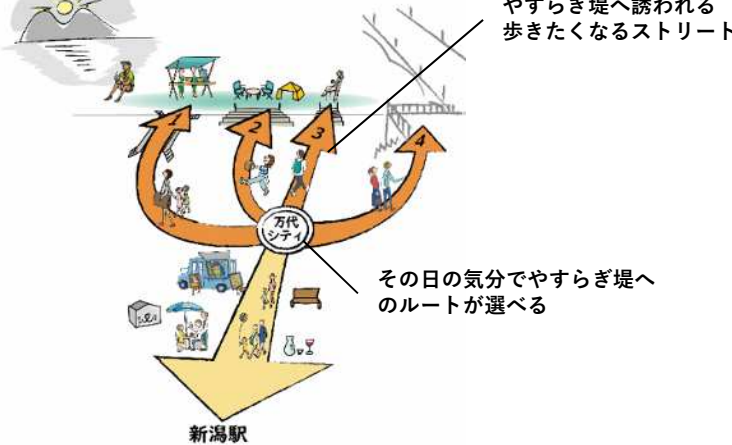 やすらぎ堤へ誘われる
歩きたくなるストリート
1
2
3
4
万代
シティ
その日の気分でやすらぎ堤へ
のルートが選べる
新潟駅